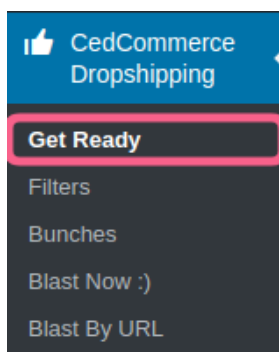 CedCommerce
Dropshipping
Get Ready
Filters
Bunches
Blast Now :)
Blast By URL